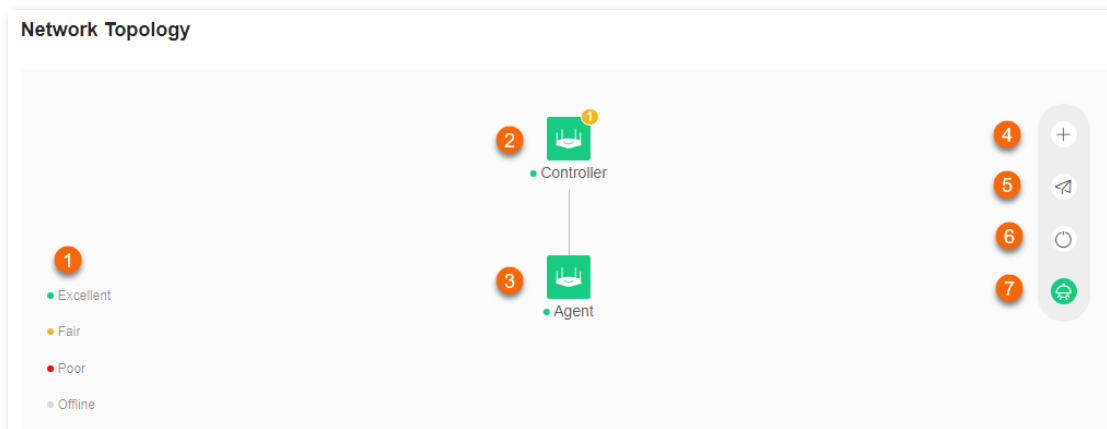 Network Topology
1
2
4
Controller
5
6
1
3
7
Excellent
Agent
Fair
Poor
Offline